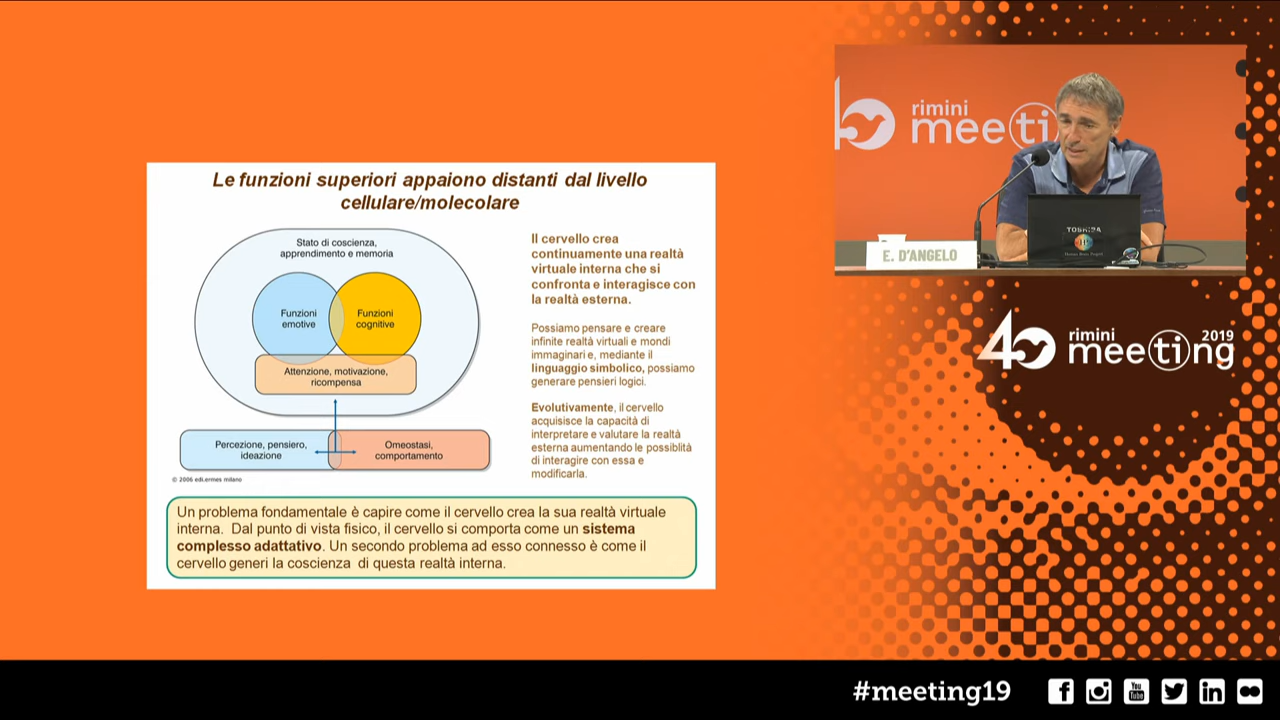 Le funzioni superiori appaiono distanti dal livello
cellulare/molecolare
Stato di coscienza,
apprendimento e memoria
Funzioni
emotive
Funzioni
cognitive
Attenzione, motivazione,
ricompensa
Percezione, pensiero,
ideazione
Omeostasi,
comportamento
© 2006 edi.ermes milano
Il cervello crea
continuamente una realtà
virtuale interna che si
confronta e interagisce con
la realtà esterna.
Possiamo pensare e creare
infinite realtà virtuali e mondi
immaginari e, mediante il
linguaggio simbolico, possiamo
generare pensieri logici.
Evolutivamente, il cervello
acquisisce la capacità di
interpretare e valutare la realtà
esterna aumentando le possiblità
di interagire con essa e
modificarla.
Un problema fondamentale è capire come il cervello crea la sua realtà virtuale
interna. Dal punto di vista fisico, il cervello si comporta come un sistema
complesso adattativo. Un secondo problema ad esso connesso è come il
cervello generi la coscienza di questa realtà interna.
rimini
meeti
TOSHIBA
E. D'ANGELO
40 rimini 2019
meeting
#meeting19
You
Tube